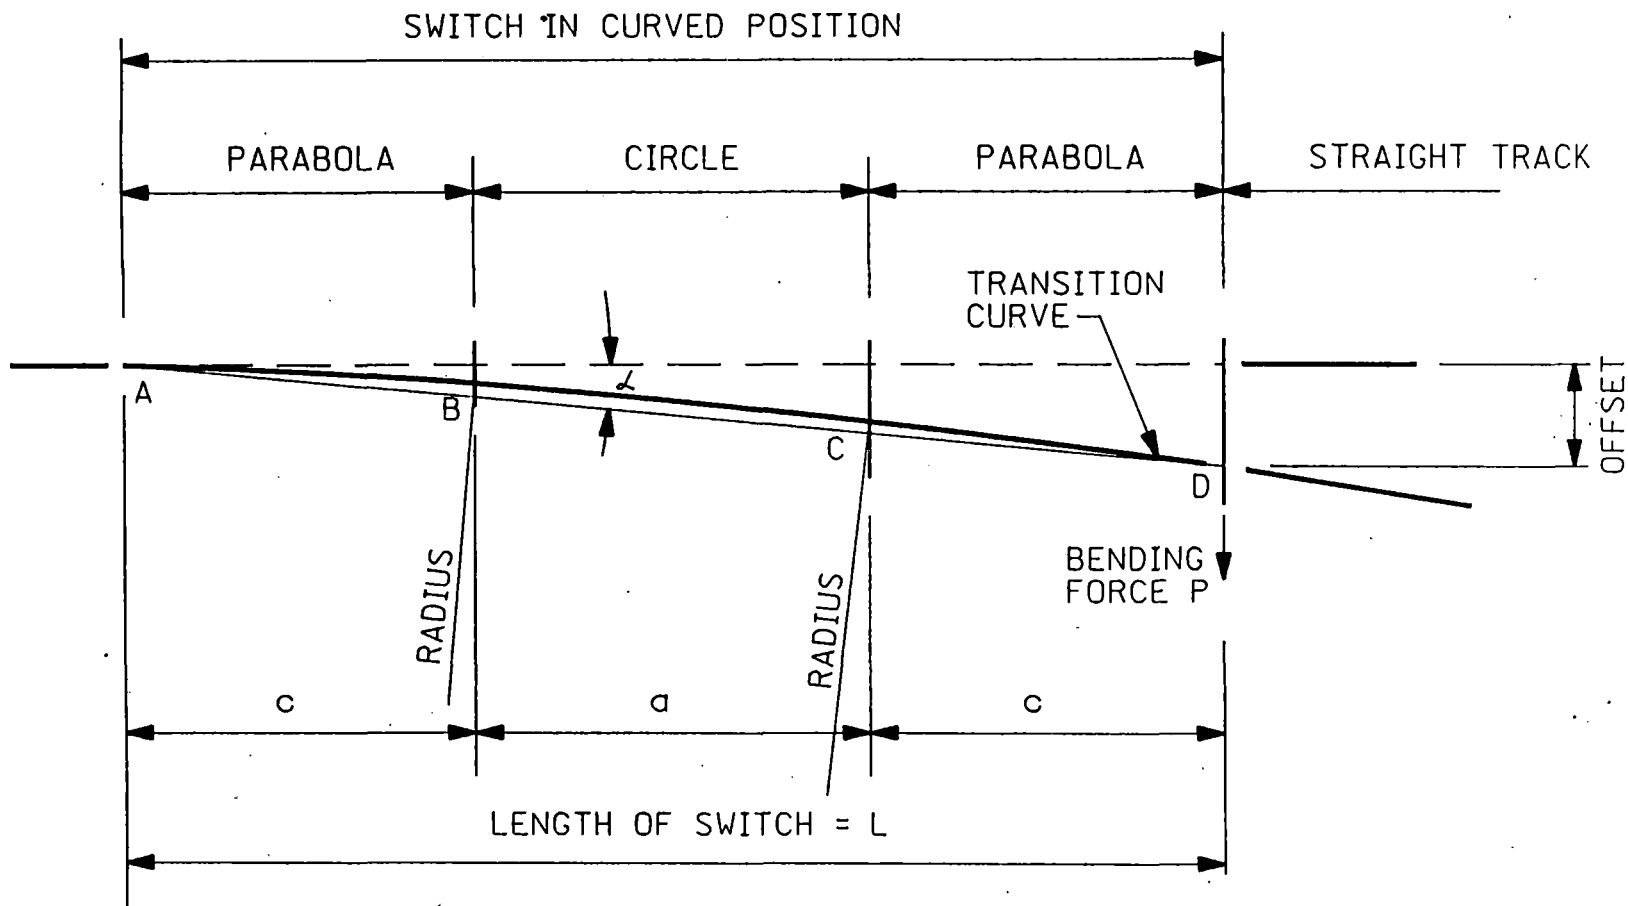 SWITCH IN CURVED POSITION
PARABOLA
CIRCLE
PARABOLA
STRAIGHT TRACK
TRANSITION
CURVE
A
B
α
C
D
OFFSET
BENDING
FORCE P
RADIUS
RADIUS
c
a
c
LENGTH OF SWITCH = L